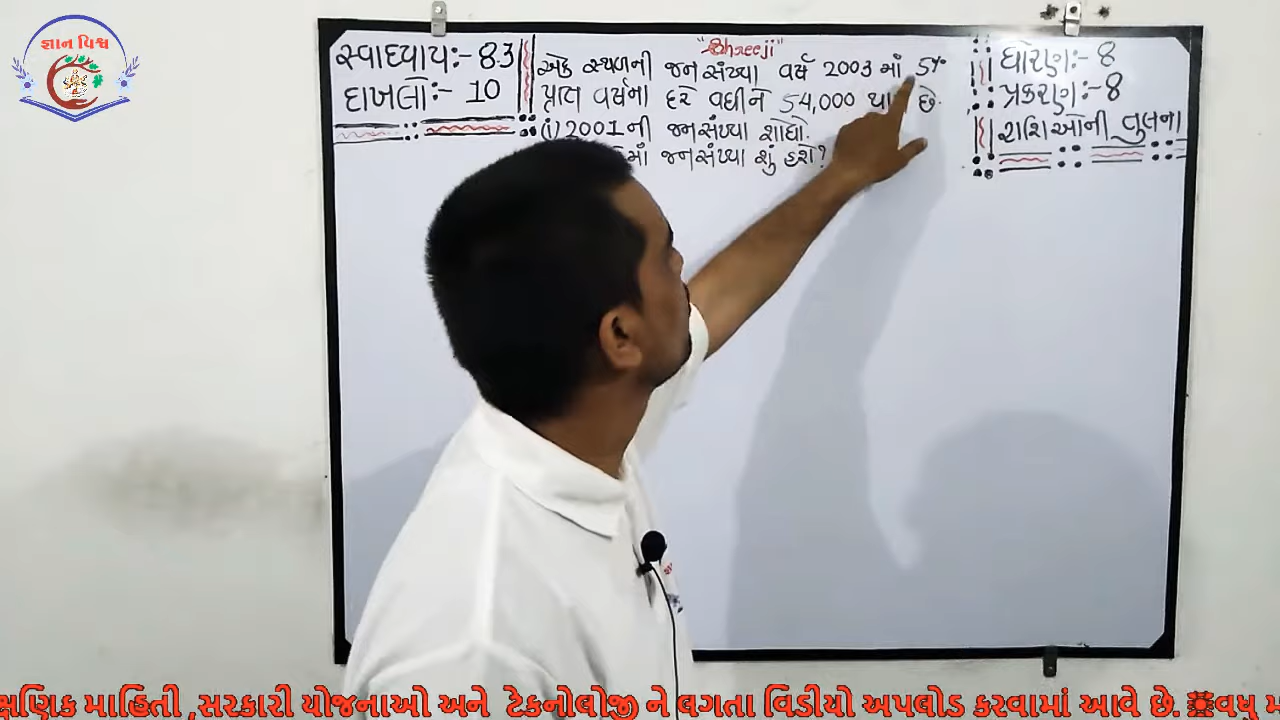 જ્ઞાન વિશ્વ
સ્વાધ્યાય:- 8.3
દાખલો:- 10
"Shreeji"
એક સ્થળની જનસંખ્યા વર્ષ 2003 માં 5%
પ્રતિ વર્ષના દરે વધીને 54,000 થા છે.
(i) 2001ની જનસંખ્યા શોધો.
માં જનસંખ્યા શું હશે?
ધોરણ:- 8
પ્રકરણ:- 8
રાશિઓની તુલના
ક્ષણિક માહિતી ,સરકારી યોજનાઓ અને ટેકનોલોજી ને લગતા વિડીયો અપલોડ કરવામાં આવે છે.